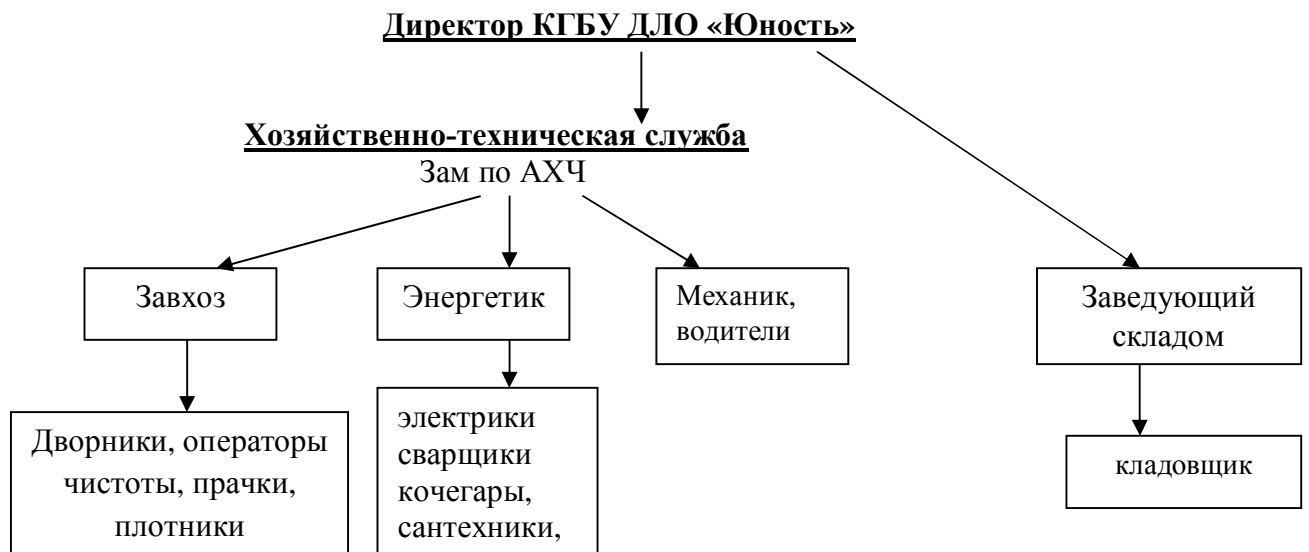 Директор КГБУ ДЛО «Юность»
Хозяйственно-техническая служба
Зам по АХЧ
Завхоз
Энергетик
Механик,
водители
Заведующий
складом
Дворники, операторы
чистоты, прачки,
плотники
электрики
сварщики
кочегары,
сантехники,
кладовщик